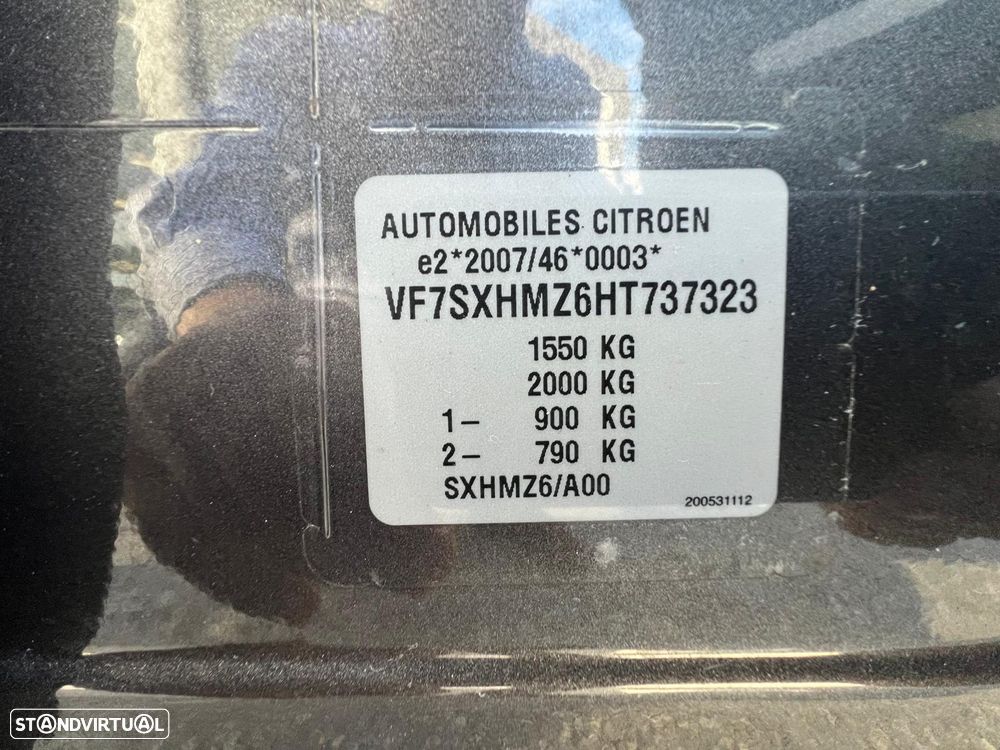 AUTOMOBILES CITROEN
e2*2007/46*0003*
VF7SXHMZ6HT737323
1550 KG
2000 KG
1– 900 KG
2– 790 KG
SXHMZ6/A00
200531112
STANDVIRTUAL